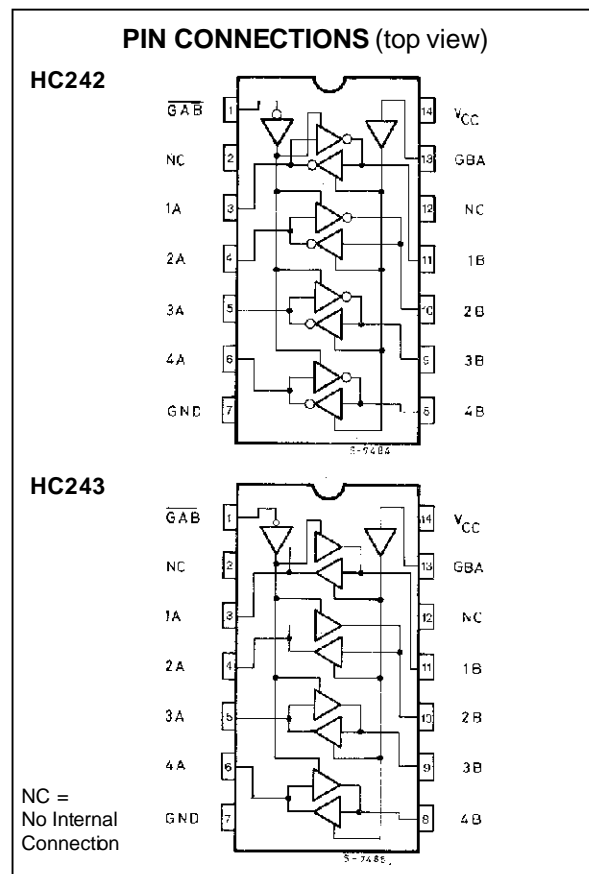 PIN CONNECTIONS (top view)
HC242
GAB 1 14 VCC
NC 2 13 GBA
1A 3 12 NC
2A 4 11 1B
3A 5 10 2B
4A 6 9 3B
GND 7 8 4B
S-7484
HC243
GAB 1 14 VCC
NC 2 13 GBA
1A 3 12 NC
2A 4 11 1B
3A 5 10 2B
4A 6 9 3B
GND 7 8 4B
NC =
No Internal
Connection
S-7485